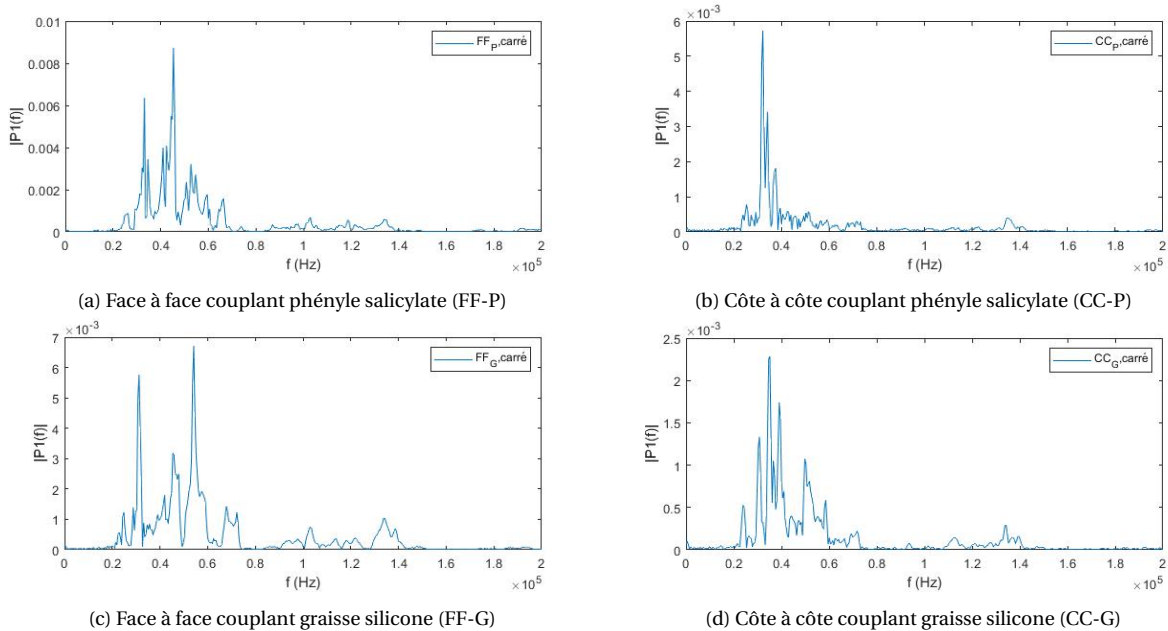 FF_P,carré
0.01
0.008
0.006
0.004
0.002
0
|P1(f)|
0 0.2 0.4 0.6 0.8 1 1.2 1.4 1.6 1.8 2
f (Hz)
×10^5
(a) Face à face couplant phényle salicylate (FF-P)
×10^-3
CC_P,carré
6
5
4
3
2
1
0
|P1(f)|
0 0.2 0.4 0.6 0.8 1 1.2 1.4 1.6 1.8 2
f (Hz)
×10^5
(b) Côte à côte couplant phényle salicylate (CC-P)
×10^-3
FF_G,carré
7
6
5
4
3
2
1
0
|P1(f)|
0 0.2 0.4 0.6 0.8 1 1.2 1.4 1.6 1.8 2
f (Hz)
×10^5
(c) Face à face couplant graisse silicone (FF-G)
×10^-3
CC_G,carré
2.5
2
1.5
1
0.5
0
|P1(f)|
0 0.2 0.4 0.6 0.8 1 1.2 1.4 1.6 1.8 2
f (Hz)
×10^5
(d) Côte à côte couplant graisse silicone (CC-G)